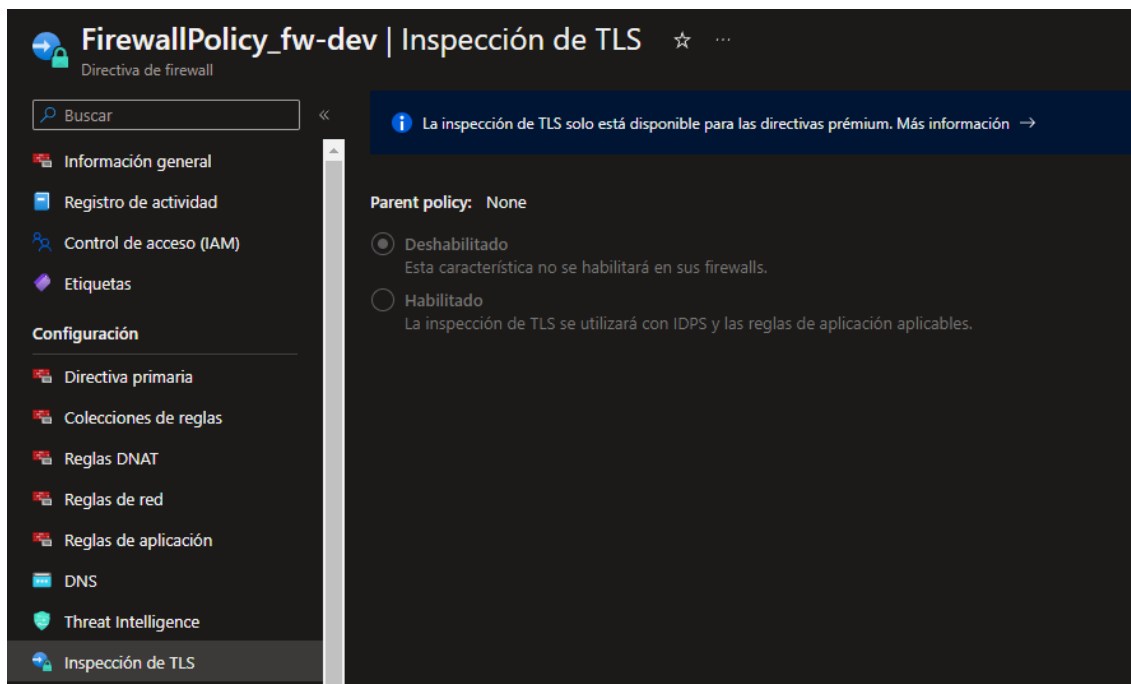 FirewallPolicy_fw-dev | Inspección de TLS ☆ ...
Directiva de firewall
Buscar «
La inspección de TLS solo está disponible para las directivas prémium. Más información →
Información general
Registro de actividad
Parent policy: None
Control de acceso (IAM)
Deshabilitado
Esta característica no se habilitará en sus firewalls.
Etiquetas
Habilitado
La inspección de TLS se utilizará con IDPS y las reglas de aplicación aplicables.
Configuración
Directiva primaria
Colecciones de reglas
Reglas DNAT
Reglas de red
Reglas de aplicación
DNS
Threat Intelligence
Inspección de TLS